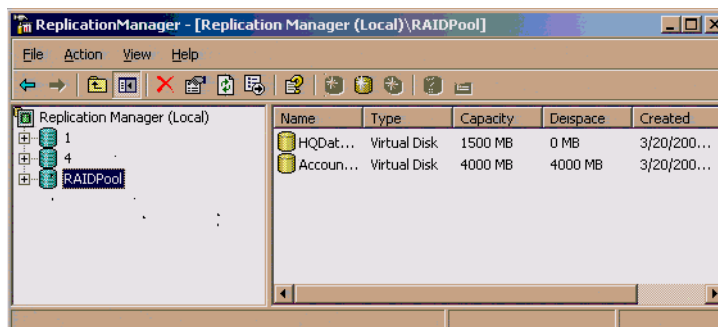 ReplicationManager - [Replication Manager (Local)\RAIDPool]
File Action View Help
Replication Manager (Local)
1
4
RAIDPool
Name Type Capacity Deıspace Created
HQDat... Virtual Disk 1500 MB 0 MB 3/20/200...
Accoun... Virtual Disk 4000 MB 4000 MB 3/20/200...